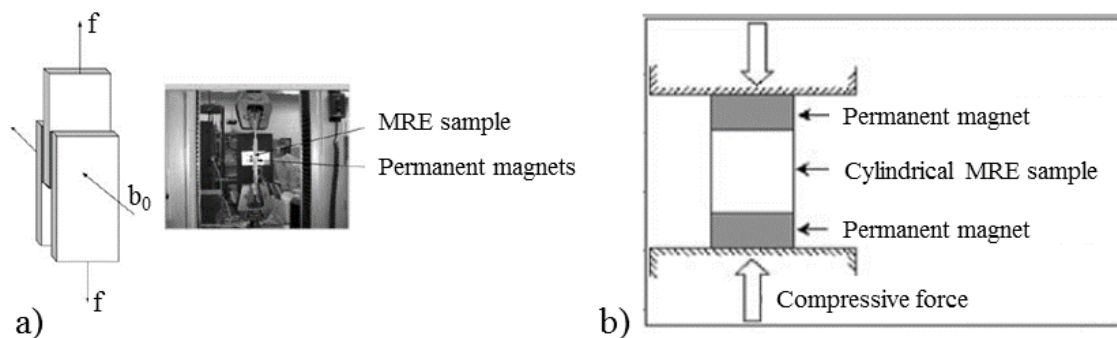 f
MRE sample
Permanent magnets
b0
f
a)
Permanent magnet
Cylindrical MRE sample
Permanent magnet
Compressive force
b)